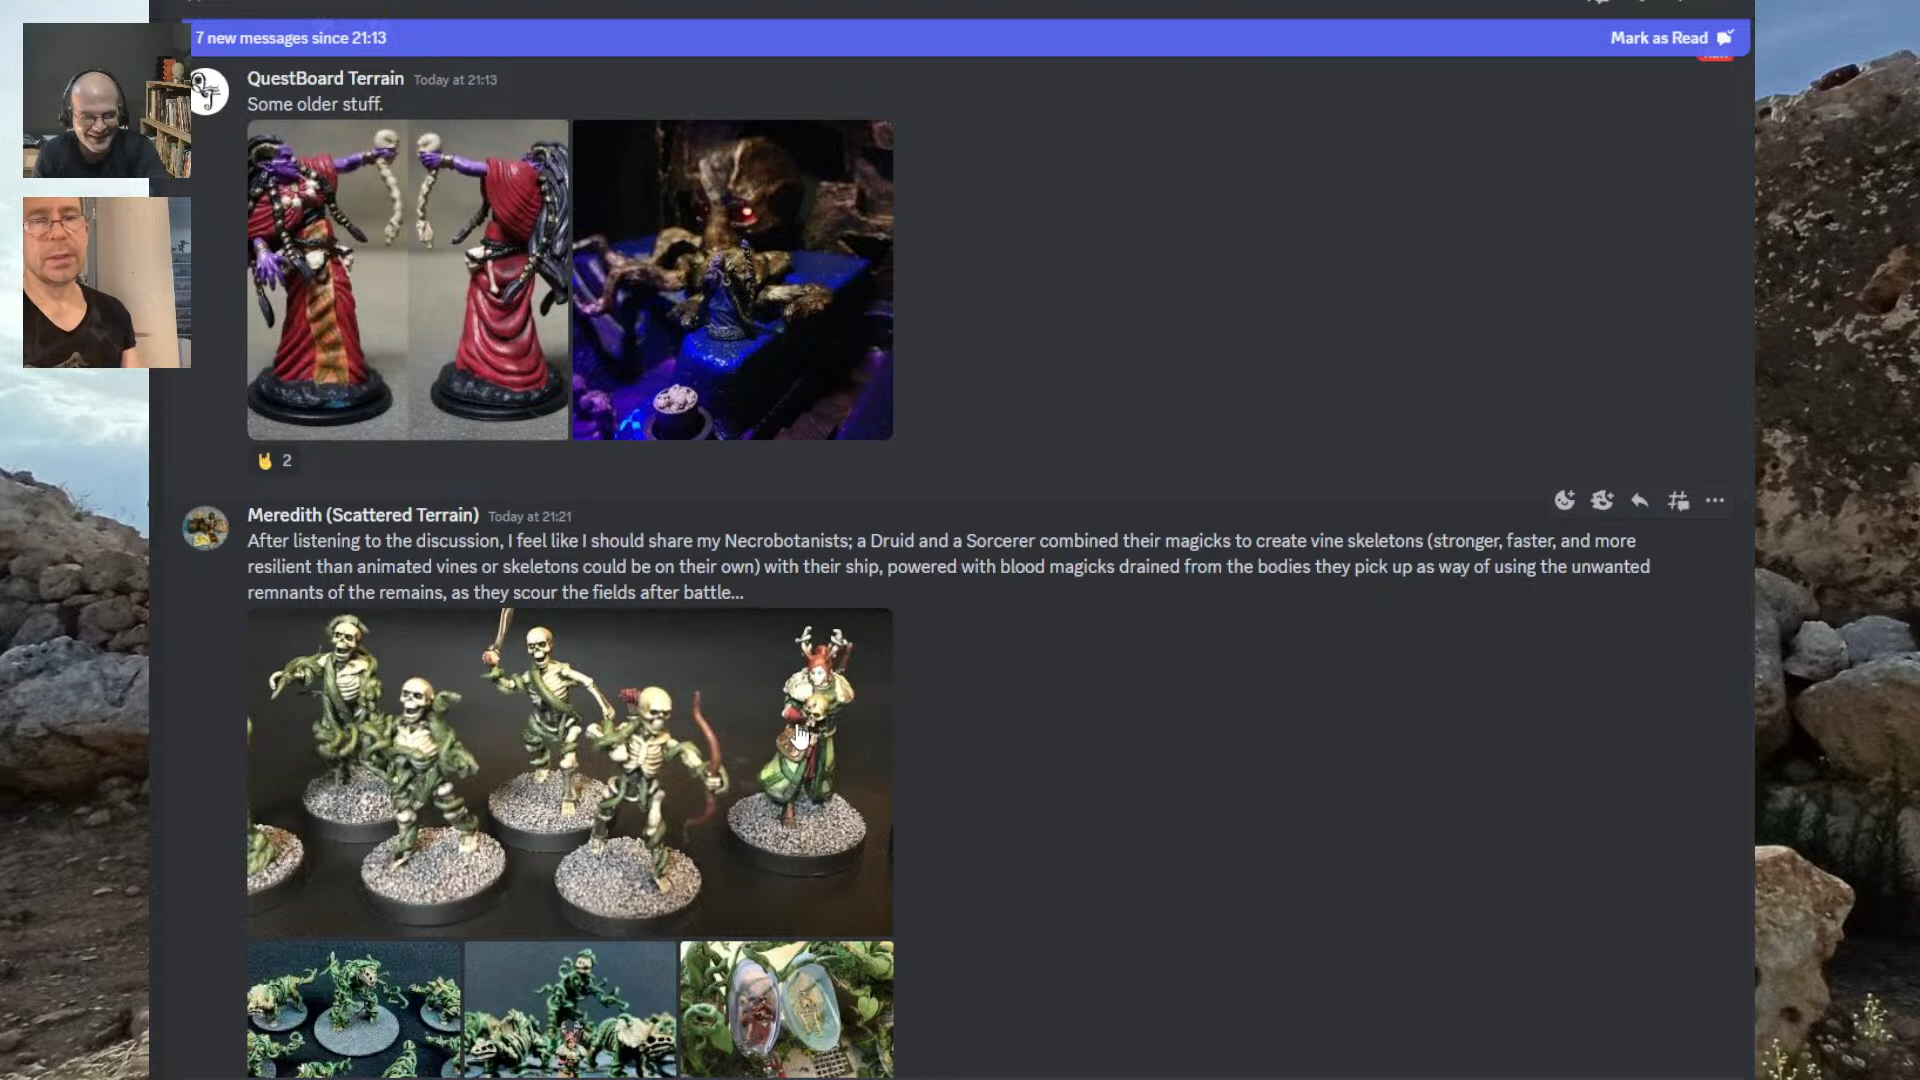 7 new messages since 21:13
Mark as Read
QuestBoard Terrain Today at 21:13
Some older stuff.
2
Meredith (Scattered Terrain) Today at 21:21
After listening to the discussion, I feel like I should share my Necrobotanists; a Druid and a Sorcerer combined their magicks to create vine skeletons (stronger, faster, and more
resilient than animated vines or skeletons could be on their own) with their ship, powered with blood magicks drained from the bodies they pick up as way of using the unwanted
remnants of the remains, as they scour the fields after battle...